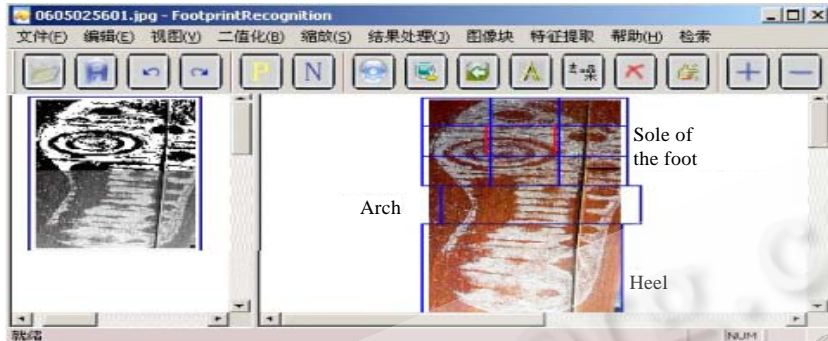 0605025601.jpg - FootprintRecognition
文件(F) 编辑(E) 视图(V) 二值化(B) 缩放(S) 结果处理(J) 图像块 特征提取 帮助(H) 检索
P N A
Sole of
the foot
Arch
Heel
就绪
NUM